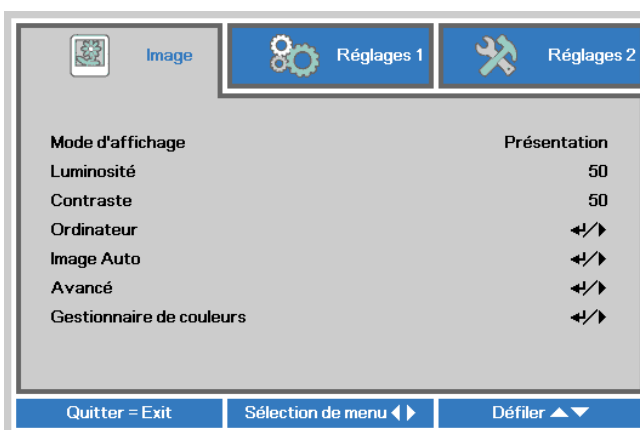 Image Réglages 1 Réglages 2
Mode d'affichage Présentation
Luminosité 50
Contraste 50
Ordinateur
Image Auto
Avancé
Gestionnaire de couleurs
Quitter = Exit Sélection de menu Défiler